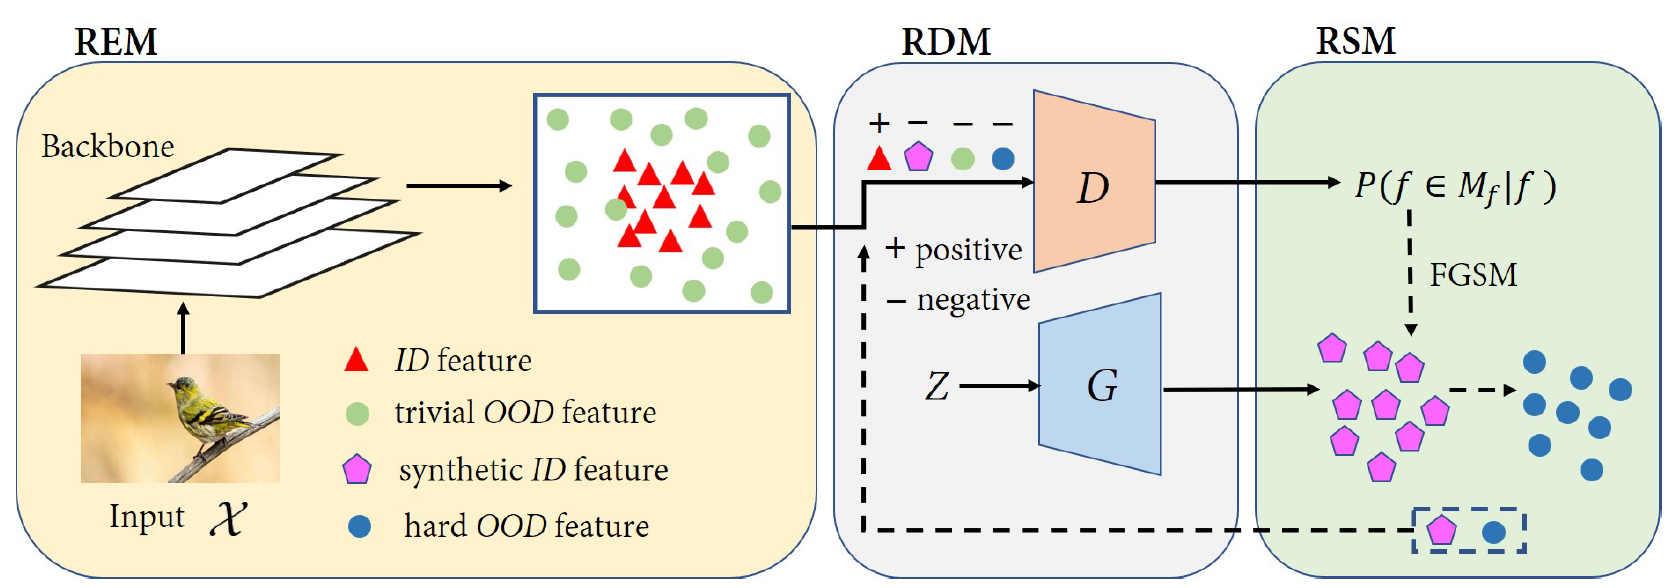 REM
RDM
RSM
Backbone
+ − − −
D
P(f ∈ M_f|f)
+ positive
− negative
FGSM
ID feature
trivial OOD feature
synthetic ID feature
hard OOD feature
Z
G
Input 𝒳